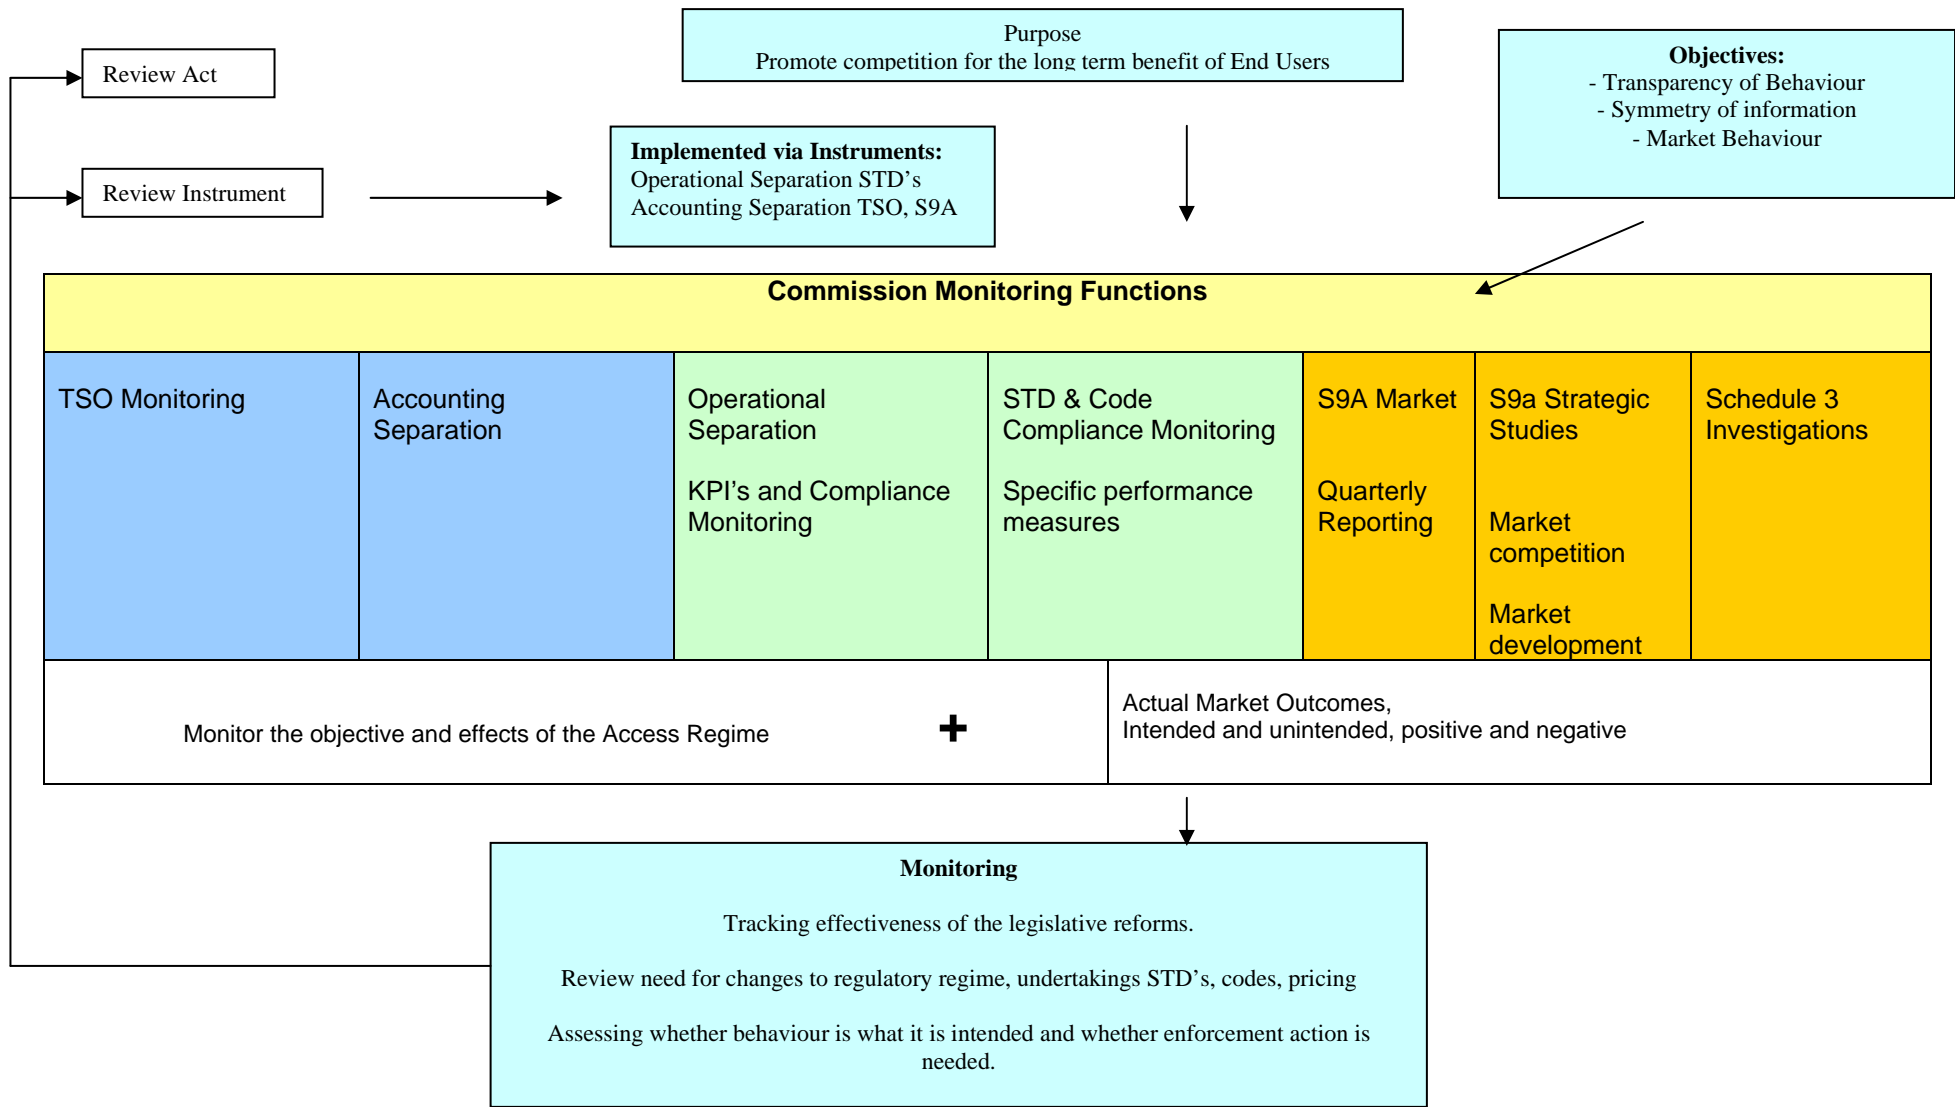 Purpose
Promote competition for the long term benefit of End Users
Review Act
Objectives:
- Transparency of Behaviour
- Symmetry of information
- Market Behaviour
Review Instrument
Implemented via Instruments:
Operational Separation STD’s
Accounting Separation TSO, S9A
Commission Monitoring Functions
TSO Monitoring
Accounting
Separation
Operational
Separation
KPI's and Compliance
Monitoring
STD & Code
Compliance Monitoring
Specific performance
measures
S9A Market
Quarterly
Reporting
S9a Strategic
Studies
Market
competition
Market
development
Schedule 3
Investigations
Monitor the objective and effects of the Access Regime
+
Actual Market Outcomes,
Intended and unintended, positive and negative
Monitoring
Tracking effectiveness of the legislative reforms.
Review need for changes to regulatory regime, undertakings STD’s, codes, pricing
Assessing whether behaviour is what it is intended and whether enforcement action is
needed.